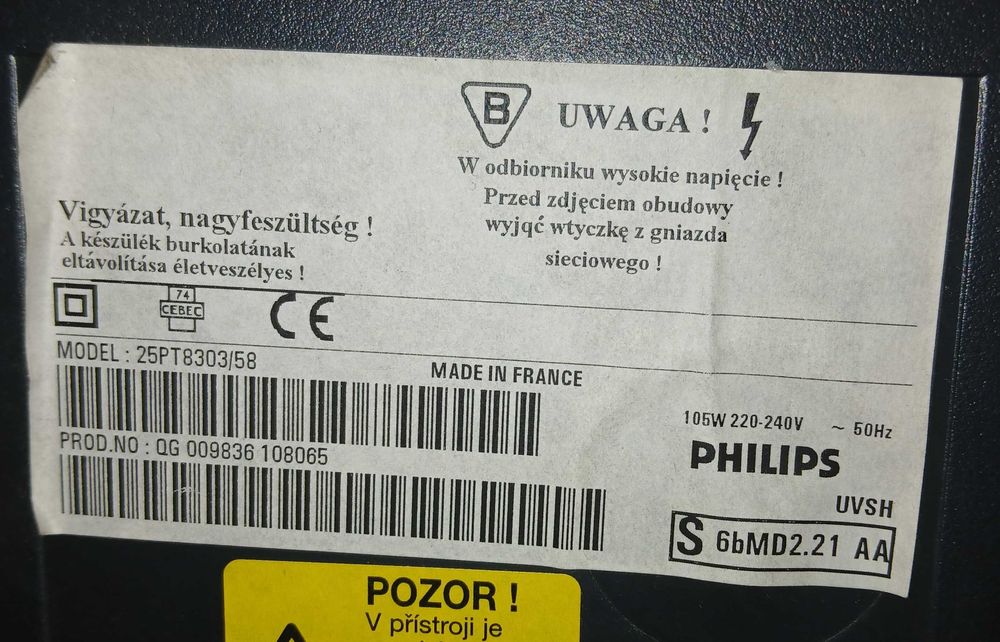 B UWAGA !
W odbiorniku wysokie napięcie !
Przed zdjęciem obudowy
wyjąć wtyczkę z gniazda
sieciowego !
Vigyázat, nagyfeszültség !
A készülék burkolatának
eltávolítása életveszélyes !
74
CEBEC
CE
MODEL : 25PT8303/58
MADE IN FRANCE
PROD.NO : QG 009836 108065
105W 220-240V ~ 50Hz
PHILIPS
UVSH
S 6bMD2.21 AA
POZOR !
V přístroji je